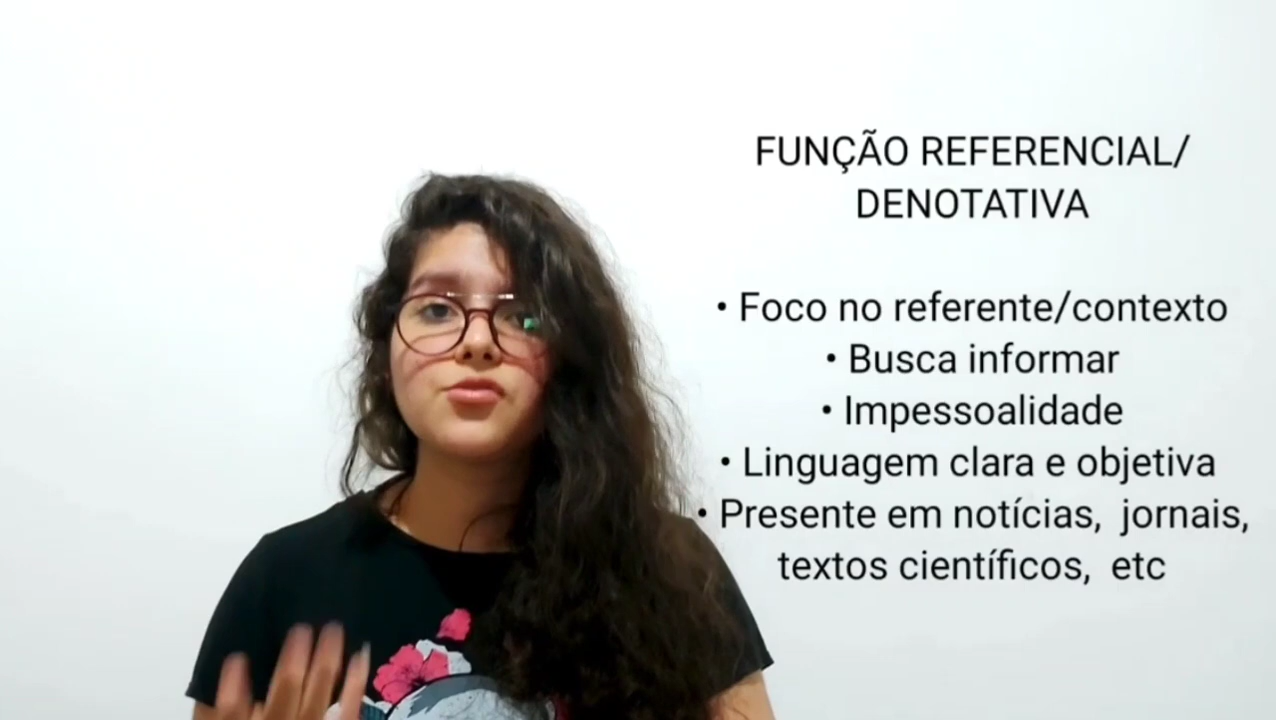 FUNÇÃO REFERENCIAL/
DENOTATIVA
• Foco no referente/contexto
• Busca informar
• Impessoalidade
• Linguagem clara e objetiva
• Presente em notícias, jornais,
textos científicos, etc